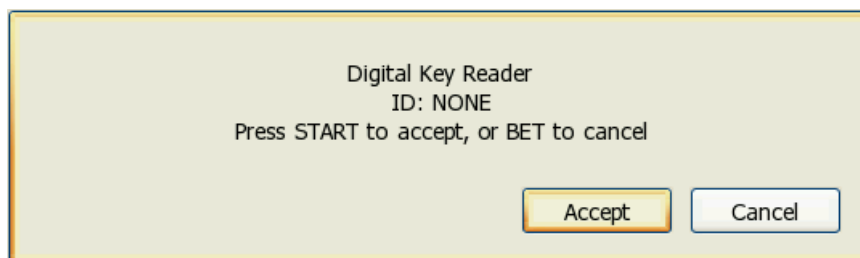 Digital Key Reader
ID: NONE
Press START to accept, or BET to cancel
Accept
Cancel